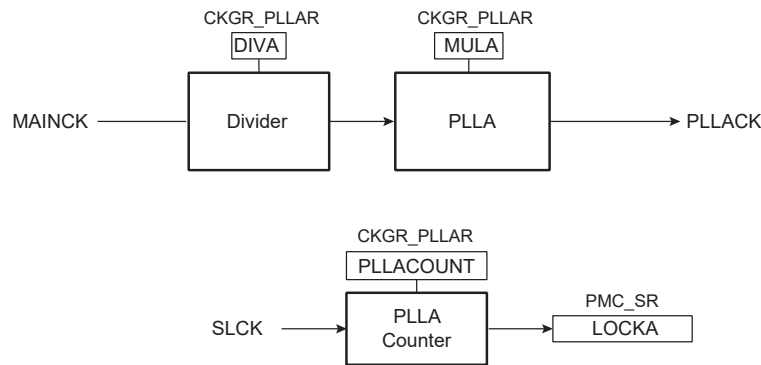 CKGR_PLLAR CKGR_PLLAR
DIVA MULA
MAINCK Divider PLLA PLLACK
CKGR_PLLAR
PLLACOUNT
PMC_SR
SLCK PLLA LOCKA
Counter